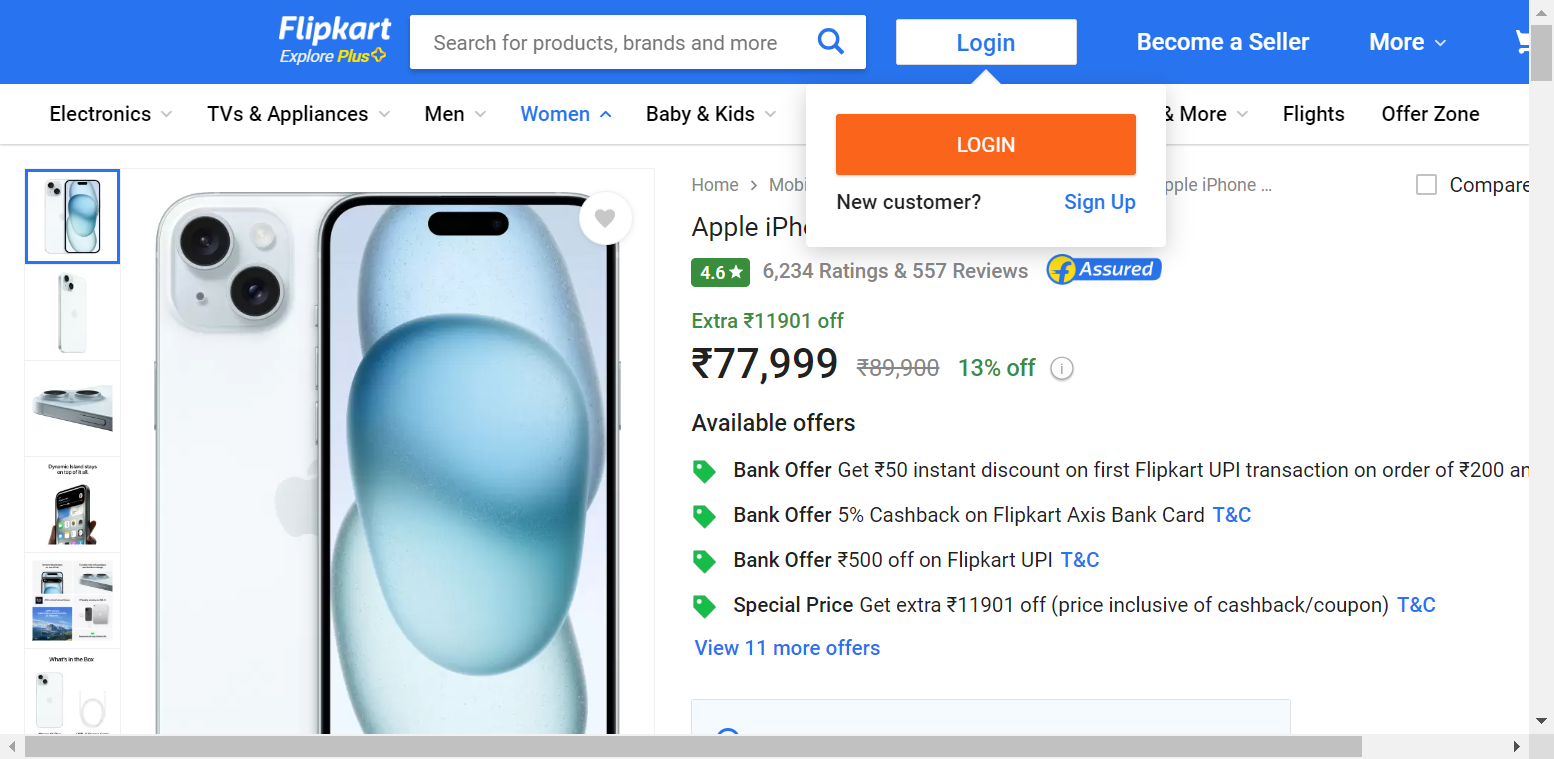 Flipkart
Explore Plus
Search for products, brands and more
Login
Become a Seller
More
Electronics
TVs & Appliances
Men
Women
Baby & Kids
& More
Flights
Offer Zone
LOGIN
New customer?
Sign Up
Home
Mobi
pple iPhone ...
Compare
Apple iPho
4.6★
6,234 Ratings & 557 Reviews
Assured
Extra ₹11901 off
₹77,999 ₹89,900 13% off
Available offers
Bank Offer Get ₹50 instant discount on first Flipkart UPI transaction on order of ₹200 an
Bank Offer 5% Cashback on Flipkart Axis Bank Card T&C
Bank Offer ₹500 off on Flipkart UPI T&C
Special Price Get extra ₹11901 off (price inclusive of cashback/coupon) T&C
View 11 more offers
Dynamic Island stays
on top of it all.
What's in the Box